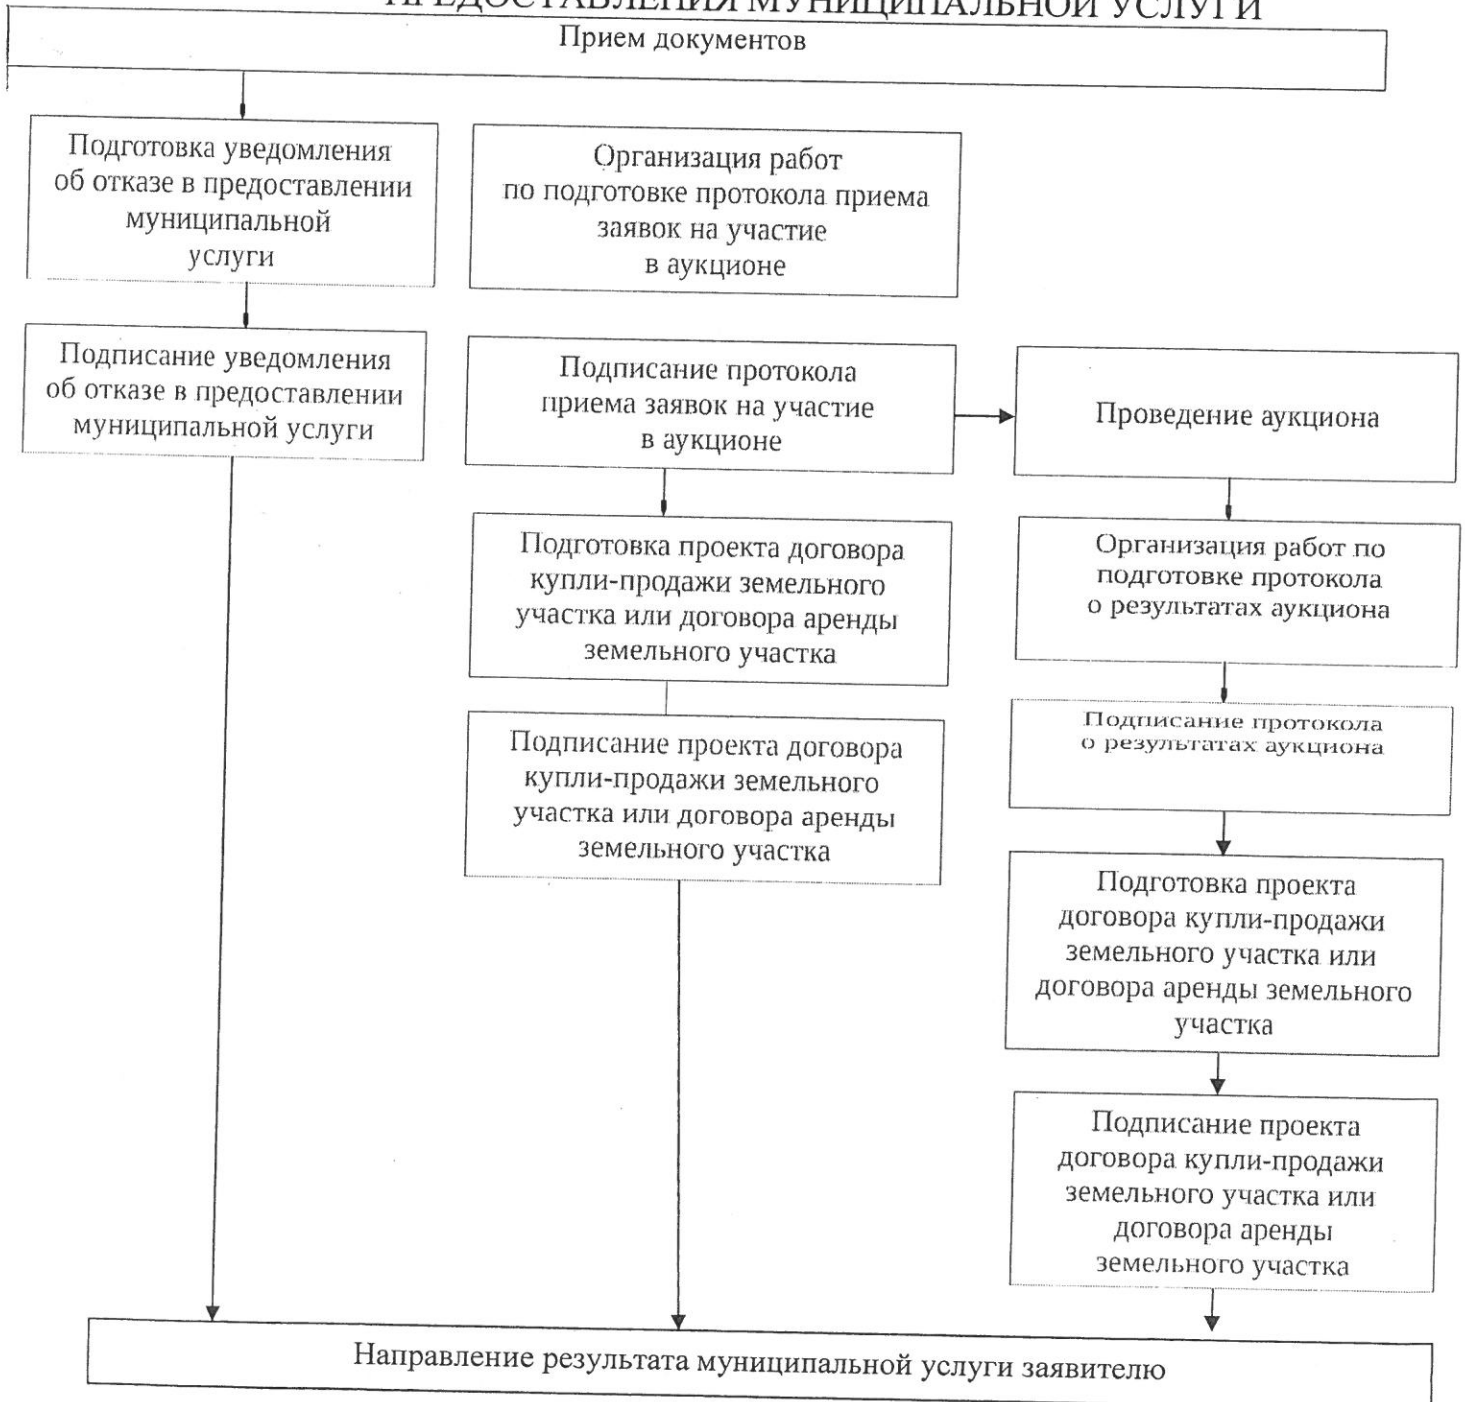 ПРЕДОСТАВЛЕНИЯ МУНИЦИПАЛЬНОЙ УСЛУГИ
Прием документов
Подготовка уведомления
об отказе в предоставлении
муниципальной
услуги
Организация работ
по подготовке протокола приема
заявок на участие
в аукционе
Подписание уведомления
об отказе в предоставлении
муниципальной услуги
Подписание протокола
приема заявок на участие
в аукционе
Проведение аукциона
Подготовка проекта договора
купли-продажи земельного
участка или договора аренды
земельного участка
Организация работ по
подготовке протокола
о результатах аукциона
Подписание проекта договора
купли-продажи земельного
участка или договора аренды
земельного участка
Подписание протокола
о результатах аукциона
Подготовка проекта
договора купли-продажи
земельного участка или
договора аренды земельного
участка
Подписание проекта
договора купли-продажи
земельного участка или
договора аренды
земельного участка
Направление результата муниципальной услуги заявителю